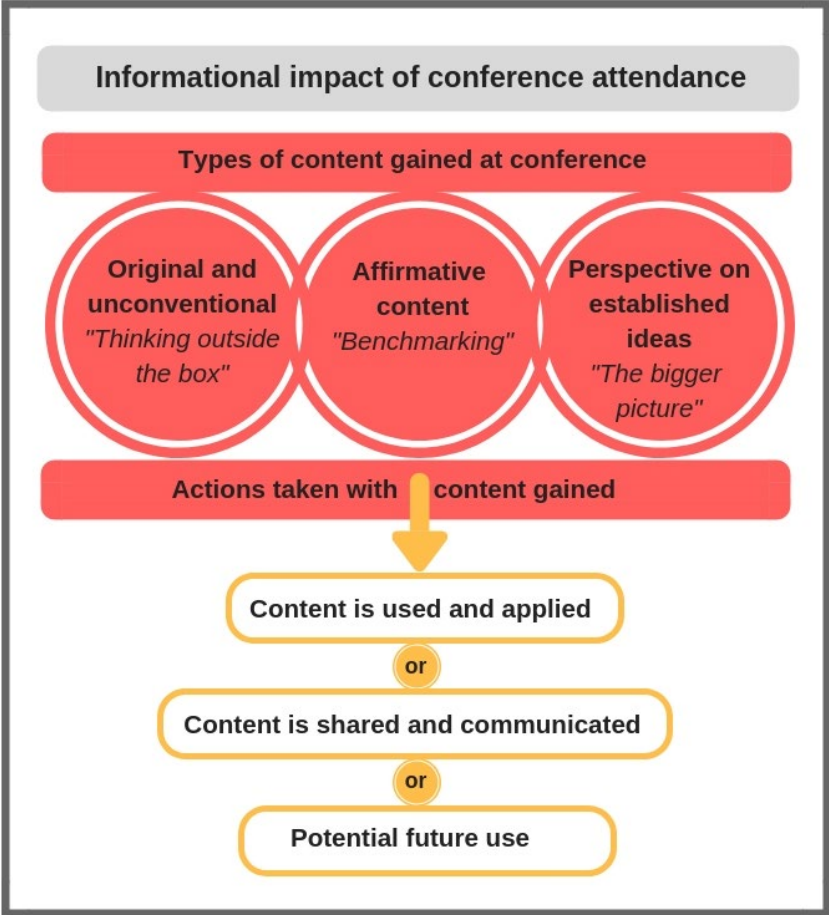 Informational impact of conference attendance
Types of content gained at conference
Original and
unconventional
"Thinking outside
the box"
Affirmative
content
"Benchmarking"
Perspective on
established
ideas
"The bigger
picture"
Actions taken with content gained
Content is used and applied
or
Content is shared and communicated
or
Potential future use